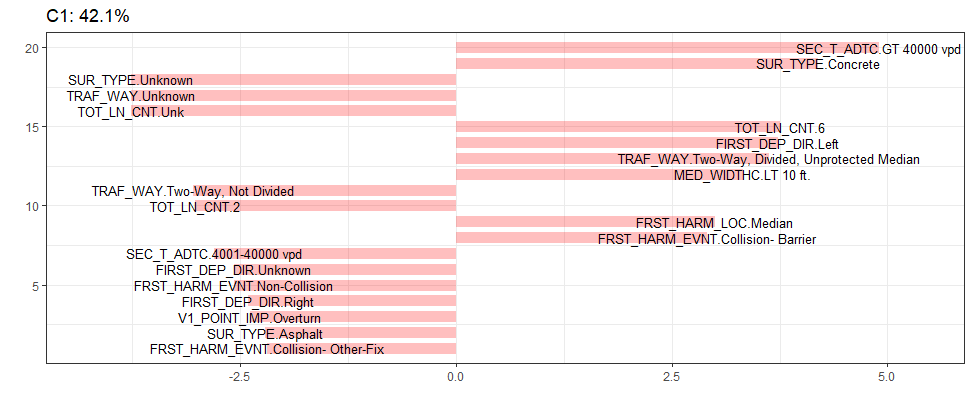 C1: 42.1%
20
SEC_T_ADTC.GT 40000 vpd
SUR_TYPE.Concrete
SUR_TYPE.Unknown
TRAF_WAY.Unknown
TOT_LN_CNT.Unk
15
TOT_LN_CNT.6
FIRST_DEP_DIR.Left
TRAF_WAY.Two-Way, Divided, Unprotected Median
MED_WIDTHC.LT 10 ft.
TRAF_WAY.Two-Way, Not Divided
10
TOT_LN_CNT.2
FRST_HARM_LOC.Median
FRST_HARM_EVNT.Collision- Barrier
SEC_T_ADTC.4001-40000 vpd
FIRST_DEP_DIR.Unknown
5
FRST_HARM_EVNT.Non-Collision
FIRST_DEP_DIR.Right
V1_POINT_IMP.Overturn
SUR_TYPE.Asphalt
FRST_HARM_EVNT.Collision- Other-Fix
-2.5 0.0 2.5 5.0